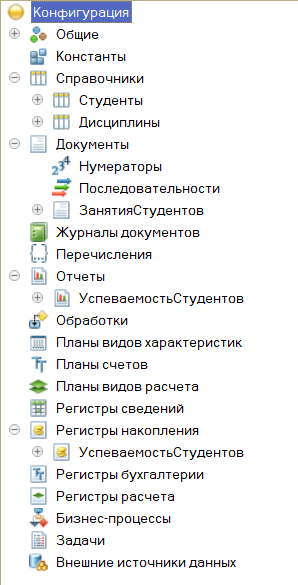 Конфигурация
Общие
Константы
Справочники
Студенты
Дисциплины
Документы
Нумераторы
Последовательности
ЗанятияСтудентов
Журналы документов
Перечисления
Отчеты
УспеваемостьСтудентов
Обработки
Планы видов характеристик
Планы счетов
Планы видов расчета
Регистры сведений
Регистры накопления
УспеваемостьСтудентов
Регистры бухгалтерии
Регистры расчета
Бизнес-процессы
Задачи
Внешние источники данных